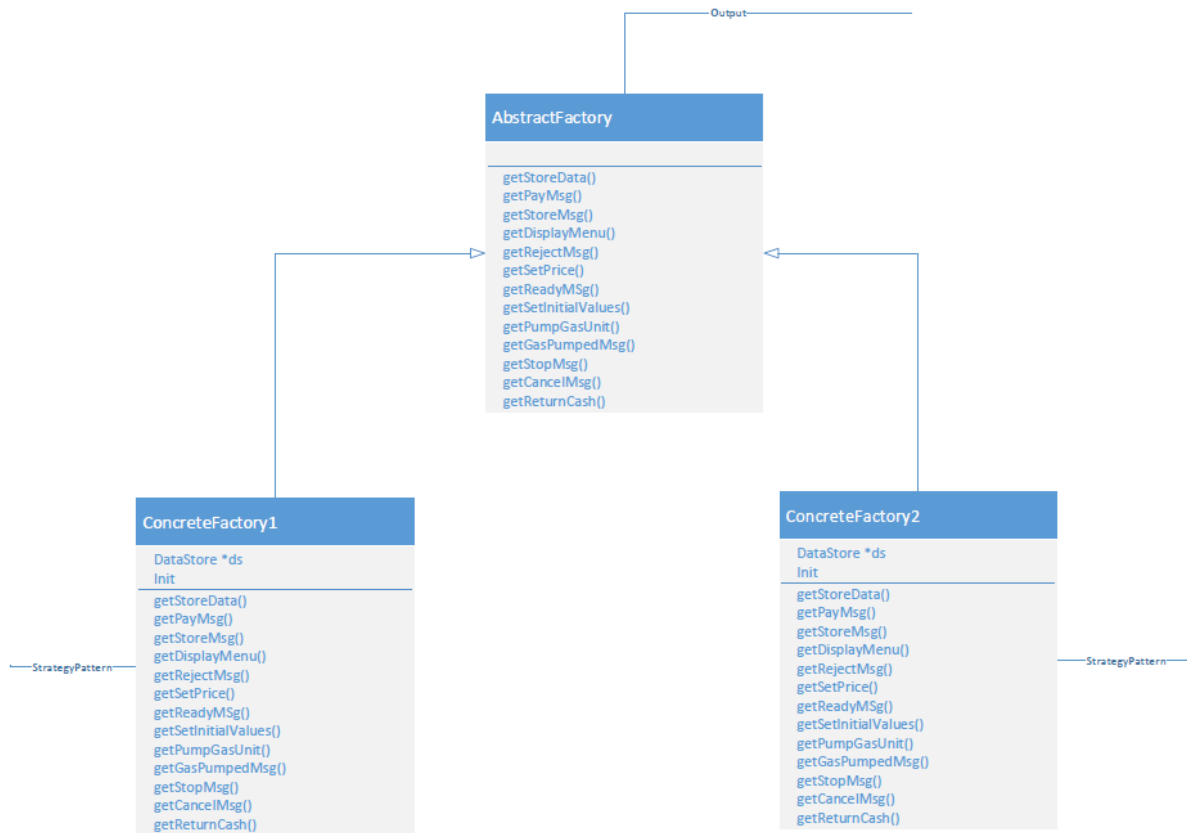 Output
AbstractFactory
getStoreData()
getPayMsg()
getStoreMsg()
getDisplayMenu()
getRejectMsg()
getSetPrice()
getReadyMSg()
getSetInitialValues()
getPumpGasUnit()
getGasPumpedMsg()
getStopMsg()
getCancelMsg()
getReturnCash()
ConcreteFactory1
DataStore *ds
Init
getStoreData()
getPayMsg()
getStoreMsg()
getDisplayMenu()
getRejectMsg()
getSetPrice()
getReadyMSg()
getSetInitialValues()
getPumpGasUnit()
getGasPumpedMsg()
getStopMsg()
getCancelMsg()
getReturnCash()
StrategyPattern
ConcreteFactory2
DataStore *ds
Init
getStoreData()
getPayMsg()
getStoreMsg()
getDisplayMenu()
getRejectMsg()
getSetPrice()
getReadyMSg()
getSetInitialValues()
getPumpGasUnit()
getGasPumpedMsg()
getStopMsg()
getCancelMsg()
getReturnCash()
StrategyPattern